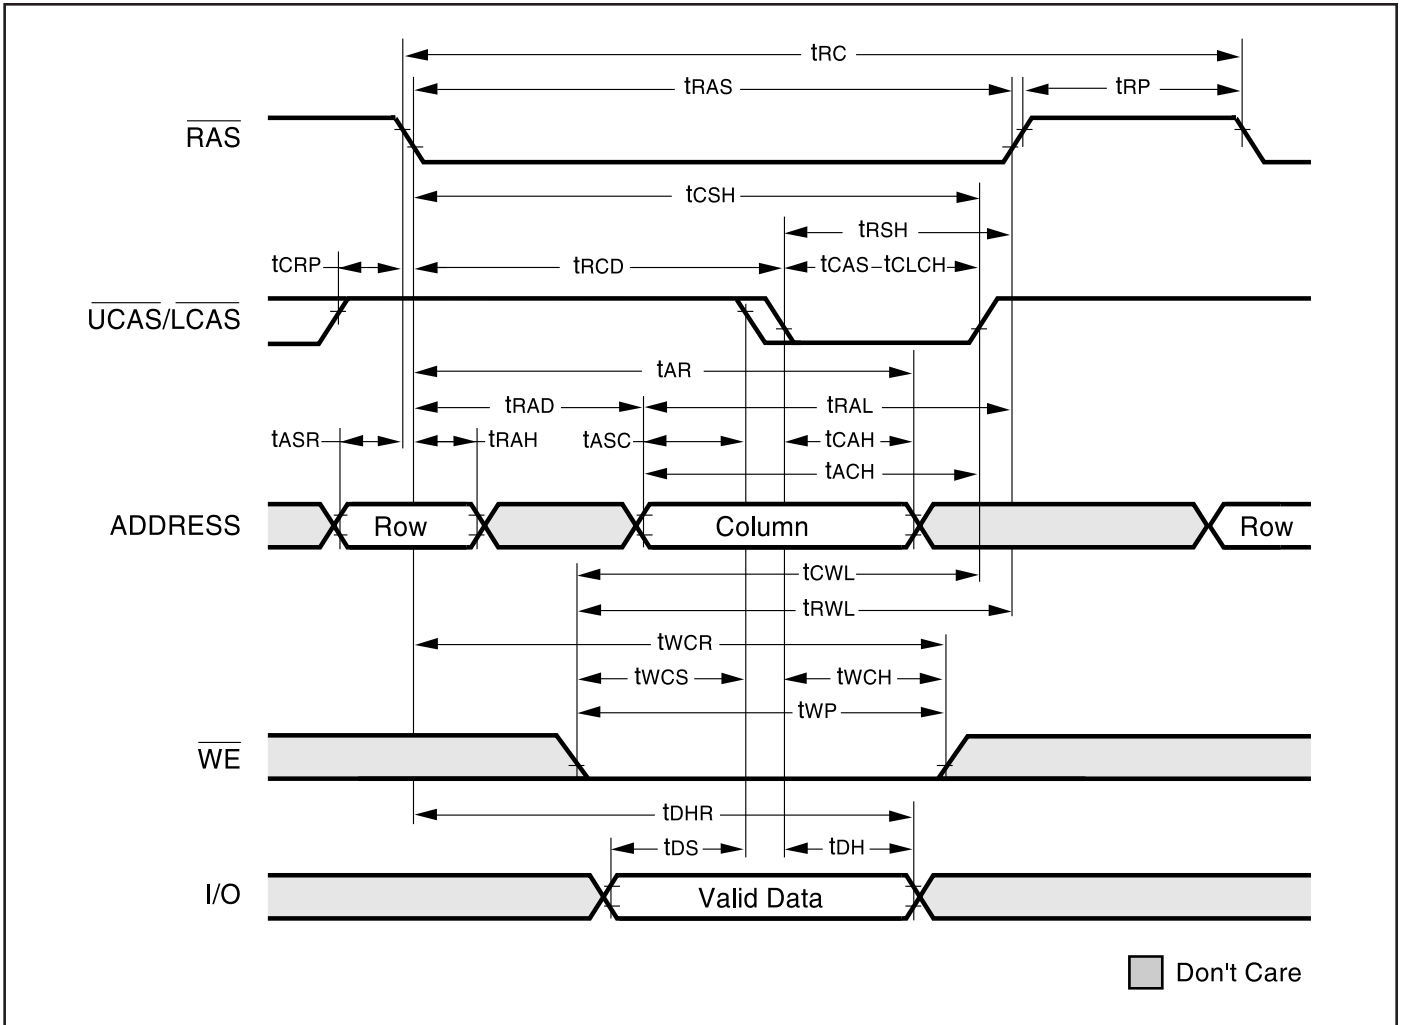 tRC
tRAS
tRP
RAS
tCSH
tRSH
tCRP
tRCD
tCAS tCLCH
UCAS/LCAS
tAR
tRAD
tRAL
tASR
tRAH
tASC
tCAH
tACH
ADDRESS
Row
Column
Row
tCWL
tRWL
tWCR
tWCS
tWCH
tWP
WE
tDHR
tDS
tDH
I/O
Valid Data
Don't Care